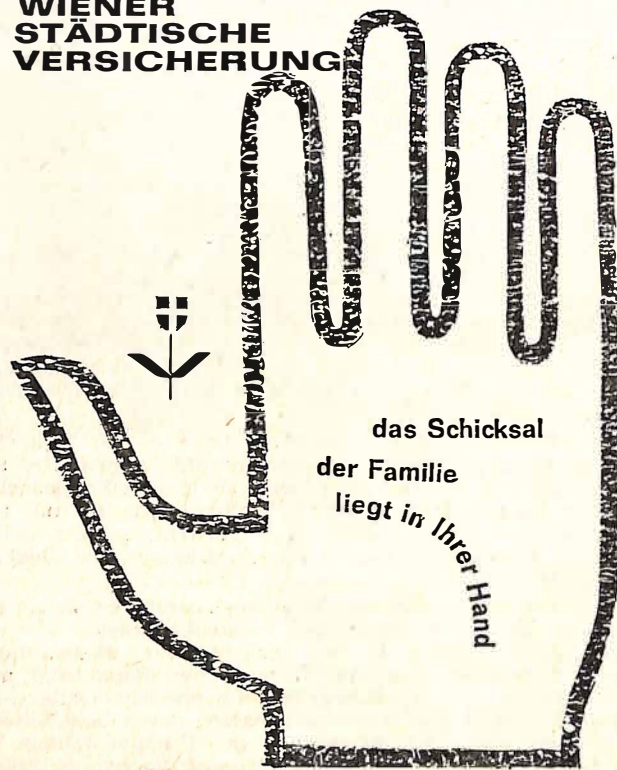 WIENER
STÄDTISCHE
VERSICHERUNG
das Schicksal
der Familie
liegt in Ihrer Hand